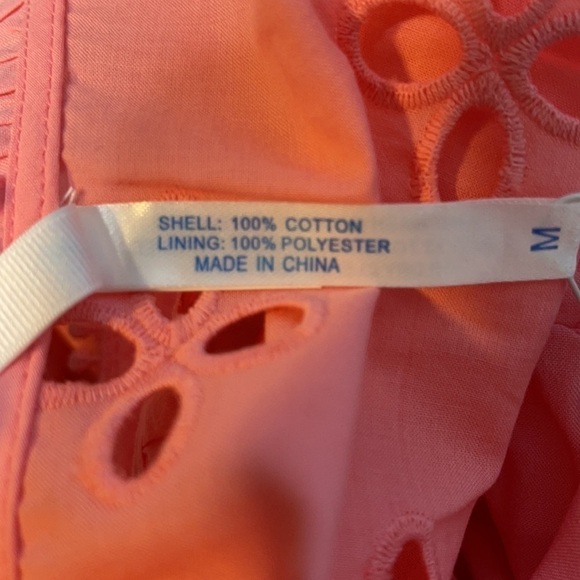 SHELL: 100% COTTON
LINING: 100% POLYESTER
MADE IN CHINA
M